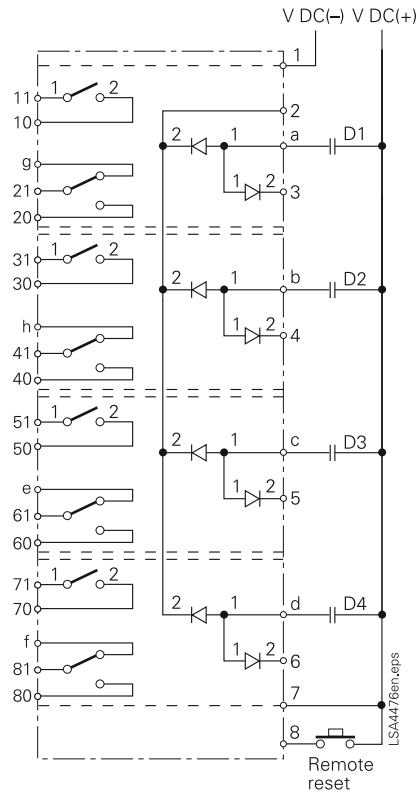 V DC(–) V DC(+)
1
11 1 2
10
2
2 1 a D1
g
21
1 2 3
20
31 1 2
30
2 1 b D2
h
41
1 2 4
40
51 1 2
50
2 1 c D3
e
61
1 2 5
60
71 1 2
70
2 1 d D4
f
81
1 2 6
80
7
8
Remote
reset
LSA4476en.eps